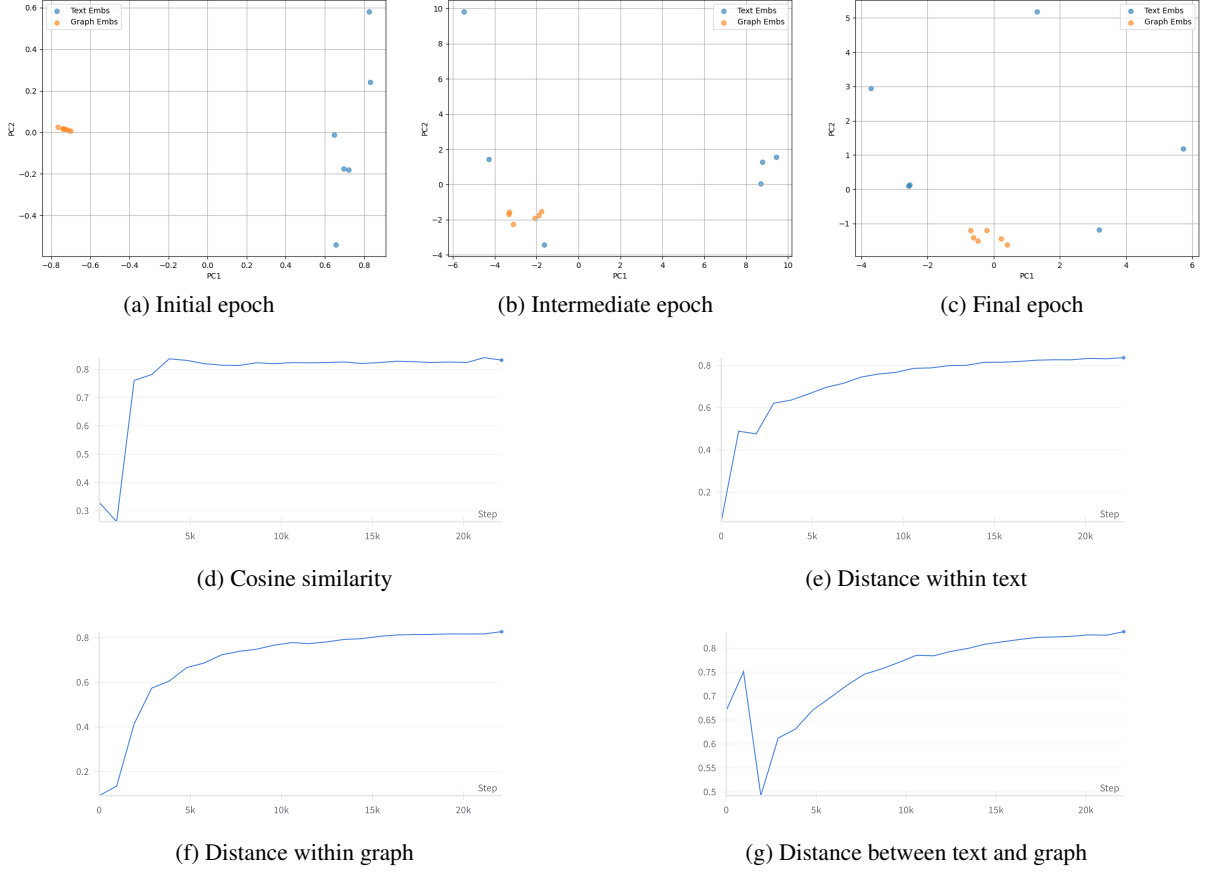 Text Embs
Graph Embs
0.6
0.4
0.2
0.0
−0.2
−0.4
PC2
−0.8
−0.6
−0.4
−0.2
0.0
0.2
0.4
0.6
0.8
PC1
(a) Initial epoch
Text Embs
Graph Embs
10
8
6
4
2
0
−2
−4
PC2
−6
−4
−2
0
2
4
6
8
10
PC1
(b) Intermediate epoch
Text Embs
Graph Embs
5
4
3
2
1
0
−1
PC2
−4
−2
0
2
4
6
PC1
(c) Final epoch
0.8
0.7
0.6
0.5
0.4
0.3
Step
5k
10k
15k
20k
(d) Cosine similarity
0.8
0.6
0.4
0.2
Step
0
5k
10k
15k
20k
(e) Distance within text
0.8
0.6
0.4
0.2
Step
0
5k
10k
15k
20k
(f) Distance within graph
0.8
0.75
0.7
0.65
0.6
0.55
0.5
Step
0
5k
10k
15k
20k
(g) Distance between text and graph